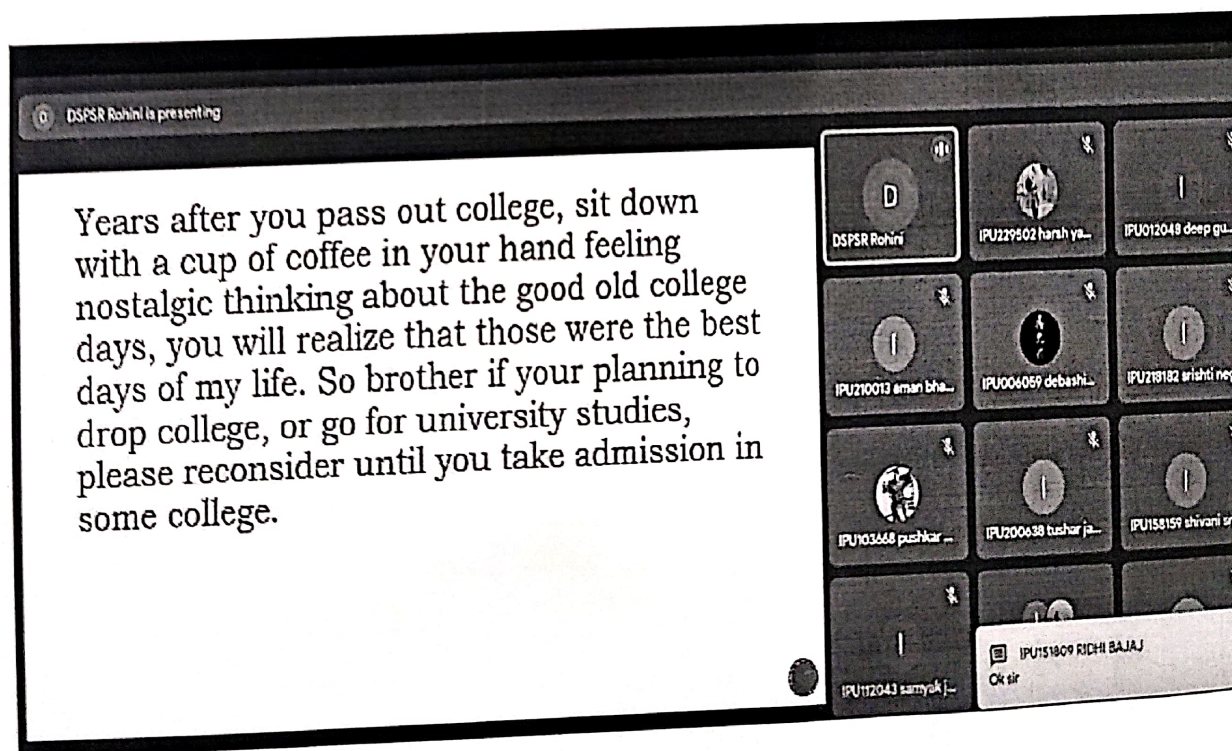 D DSPSR Rohini is presenting
Years after you pass out college, sit down
with a cup of coffee in your hand feeling
nostalgic thinking about the good old college
days, you will realize that those were the best
days of my life. So brother if your planning to
drop college, or go for university studies,
please reconsider until you take admission in
some college.
D
DSPSR Rohini
IPU229502 harsh ya...
I
IPU012048 deep gu...
I
IPU210013 aman bha...
IPU006059 debashi...
I
IPU218182 srishti neg
IPU103668 pushkar ...
I
IPU200638 tushar ja...
I
IPU158159 shivani sr
I
IPU112043 samyak j...
IPU151809 RIDHI BAJAJ
Ok sir